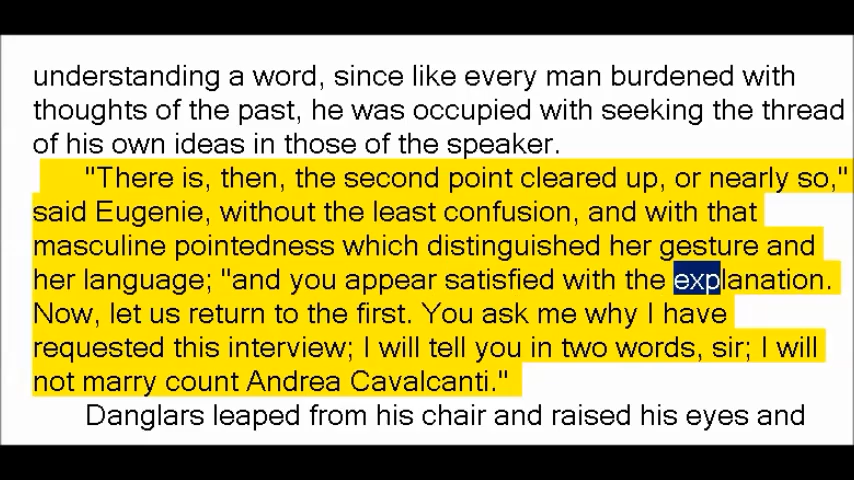 understanding a word, since like every man burdened with
thoughts of the past, he was occupied with seeking the thread
of his own ideas in those of the speaker.
"There is, then, the second point cleared up, or nearly so,"
said Eugenie, without the least confusion, and with that
masculine pointedness which distinguished her gesture and
her language; "and you appear satisfied with the explanation.
Now, let us return to the first. You ask me why I have
requested this interview; I will tell you in two words, sir; I will
not marry count Andrea Cavalcanti."
Danglars leaped from his chair and raised his eyes and